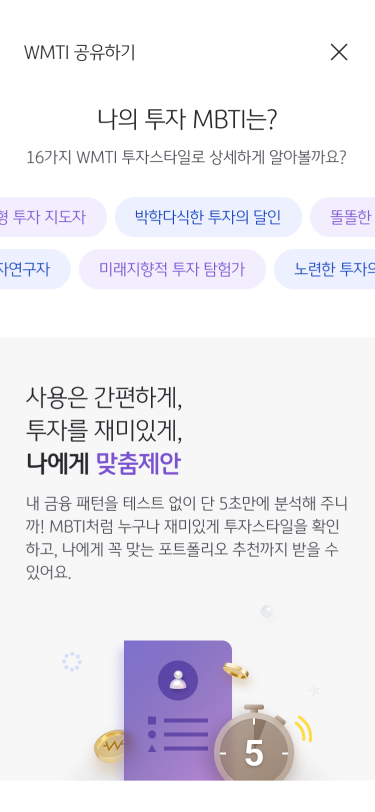 WMTI 공유하기
나의 투자 MBTI는?
16가지 WMTI 투자스타일로 상세하게 알아볼까요?
형 투자 지도자 박학다식한 투자의 달인 똘똘한
자연구자 미래지향적 투자 탐험가 노련한 투자의
사용은 간편하게,
투자를 재미있게,
나에게 맞춤제안
내 금융 패턴을 테스트 없이 단 5초만에 분석해 주니
까! MBTI처럼 누구나 재미있게 투자스타일을 확인
하고, 나에게 꼭 맞는 포트폴리오 추천까지 받을 수
있어요.
5